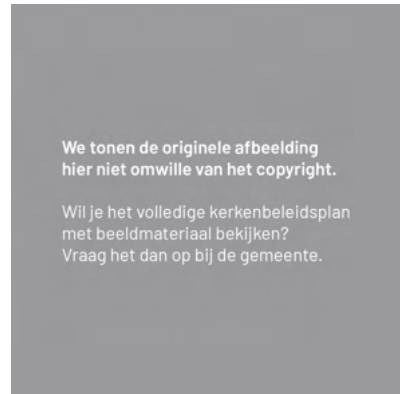 We tonen de originele afbeelding
hier niet omwille van het copyright.
Wil je het volledige kerkenbeleidsplan
met beeldmateriaal bekijken?
Vraag het dan op bij de gemeente.